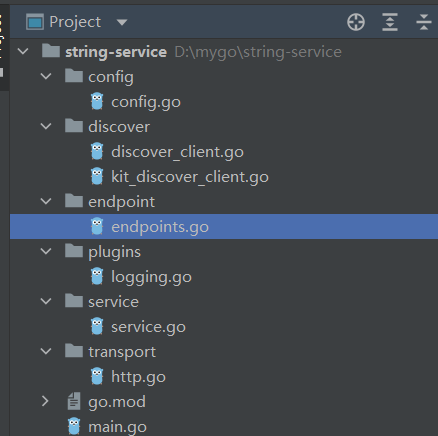 Project
string-service D:\mygo\string-service
config
config.go
discover
discover_client.go
kit_discover_client.go
endpoint
endpoints.go
plugins
logging.go
service
service.go
transport
http.go
go.mod
main.go